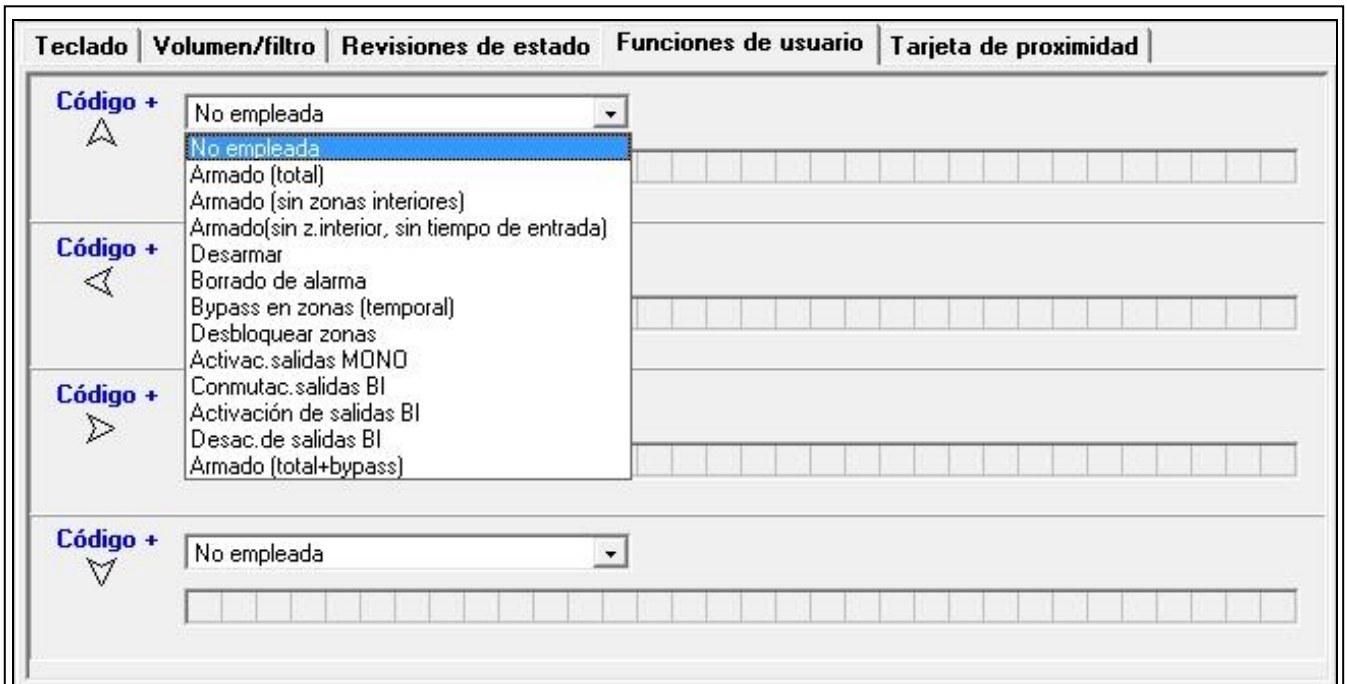 Teclado Volumen/filtro Revisiones de estado Funciones de usuario Tarjeta de proximidad
Código +
No empleada
No empleada
Armado (total)
Armado (sin zonas interiores)
Armado(sin z.interior, sin tiempo de entrada)
Código +
Desarmar
Borrado de alarma
Bypass en zonas (temporal)
Desbloquear zonas
Activac.salidas MONO
Conmutac.salidas BI
Código +
Activación de salidas BI
Desac.de salidas BI
Armado (total+bypass)
Código +
No empleada